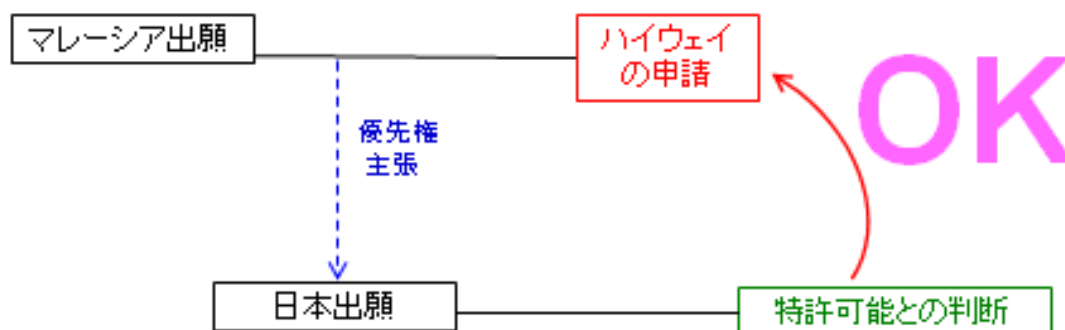 マレーシア出願
ハイウェイ
の申請
OK
優先権
主張
日本出願
特許可能との判断